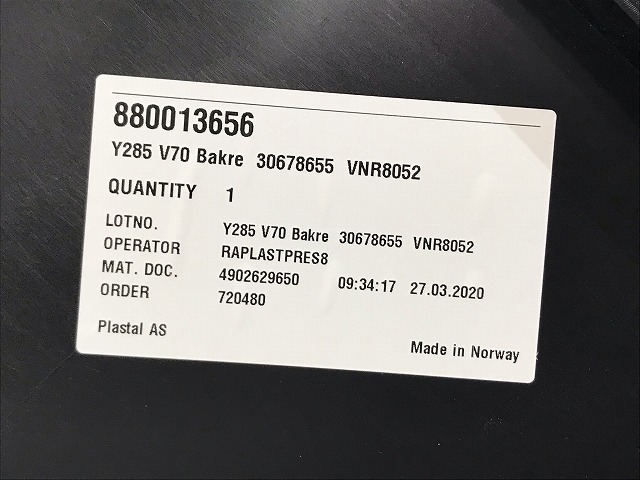 880013656
Y285 V70 Bakre 30678655 VNR8052
QUANTITY 1
LOTNO. Y285 V70 Bakre 30678655 VNR8052
OPERATOR RAPLASTPRES8
MAT. DOC. 4902629650 09:34:17 27.03.2020
ORDER 720480
Plastal AS
Made in Norway